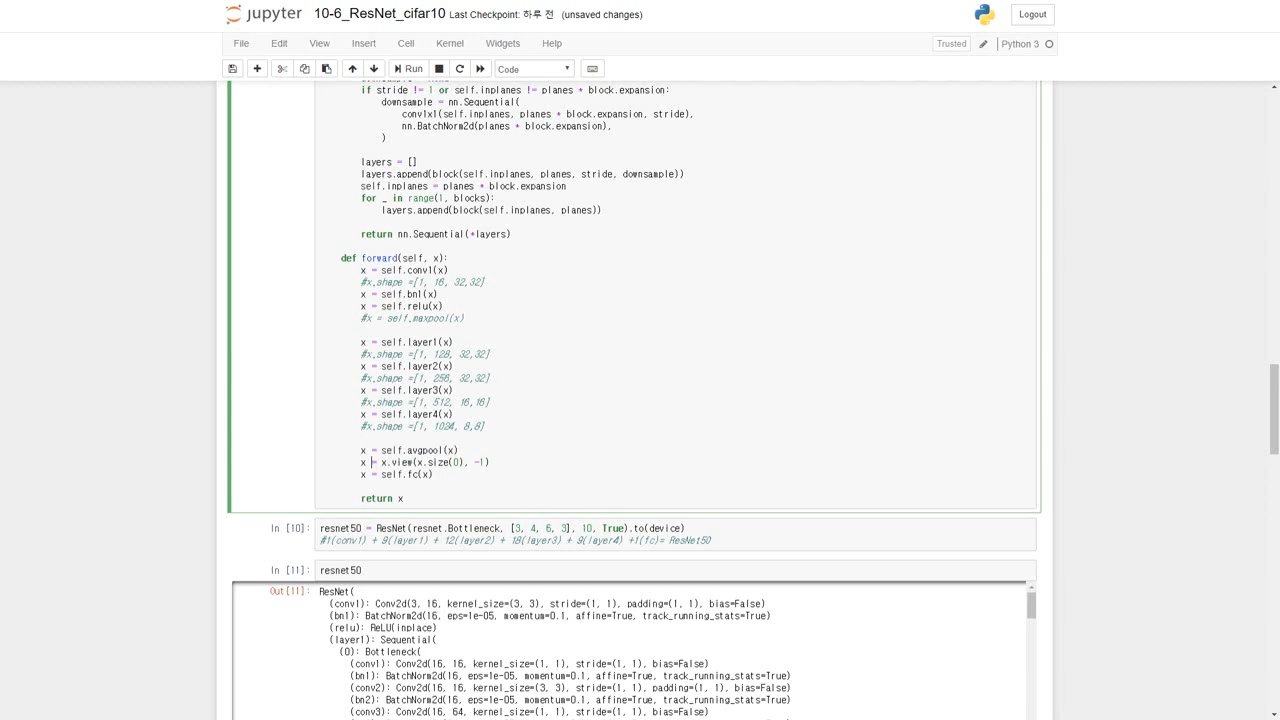 jupyter 10-6_ResNet_cifar10 Last Checkpoint: 하루 전 (unsaved changes) Logout
File Edit View Insert Cell Kernel Widgets Help Trusted Python 3
Run Code
if stride != 1 or self.inplanes != planes * block.expansion:
downsample = nn.Sequential(
conv1x1(self.inplanes, planes * block.expansion, stride),
nn.BatchNorm2d(planes * block.expansion),
)
layers = []
layers.append(block(self.inplanes, planes, stride, downsample))
self.inplanes = planes * block.expansion
for _ in range(1, blocks):
layers.append(block(self.inplanes, planes))
return nn.Sequential(*layers)
def forward(self, x):
x = self.conv1(x)
#x.shape =[1, 16, 32,32]
x = self.bn1(x)
x = self.relu(x)
#x = self.maxpool(x)
x = self.layer1(x)
#x.shape =[1, 128, 32,32]
x = self.layer2(x)
#x.shape =[1, 256, 32,32]
x = self.layer3(x)
#x.shape =[1, 512, 16,16]
x = self.layer4(x)
#x.shape =[1, 1024, 8,8]
x = self.avgpool(x)
x = x.view(x.size(0), -1)
x = self.fc(x)
return x
In [10]: resnet50 = ResNet(resnet.Bottleneck, [3, 4, 6, 3], 10, True).to(device)
#1(conv1) + 9(layer1) + 12(layer2) + 18(layer3) + 9(layer4) +1(fc)= ResNet50
In [11]: resnet50
Out[11]: ResNet(
(conv1): Conv2d(3, 16, kernel_size=(3, 3), stride=(1, 1), padding=(1, 1), bias=False)
(bn1): BatchNorm2d(16, eps=1e-05, momentum=0.1, affine=True, track_running_stats=True)
(relu): ReLU(inplace)
(layer1): Sequential(
(0): Bottleneck(
(conv1): Conv2d(16, 16, kernel_size=(1, 1), stride=(1, 1), bias=False)
(bn1): BatchNorm2d(16, eps=1e-05, momentum=0.1, affine=True, track_running_stats=True)
(conv2): Conv2d(16, 16, kernel_size=(3, 3), stride=(1, 1), padding=(1, 1), bias=False)
(bn2): BatchNorm2d(16, eps=1e-05, momentum=0.1, affine=True, track_running_stats=True)
(conv3): Conv2d(16, 64, kernel_size=(1, 1), stride=(1, 1), bias=False)